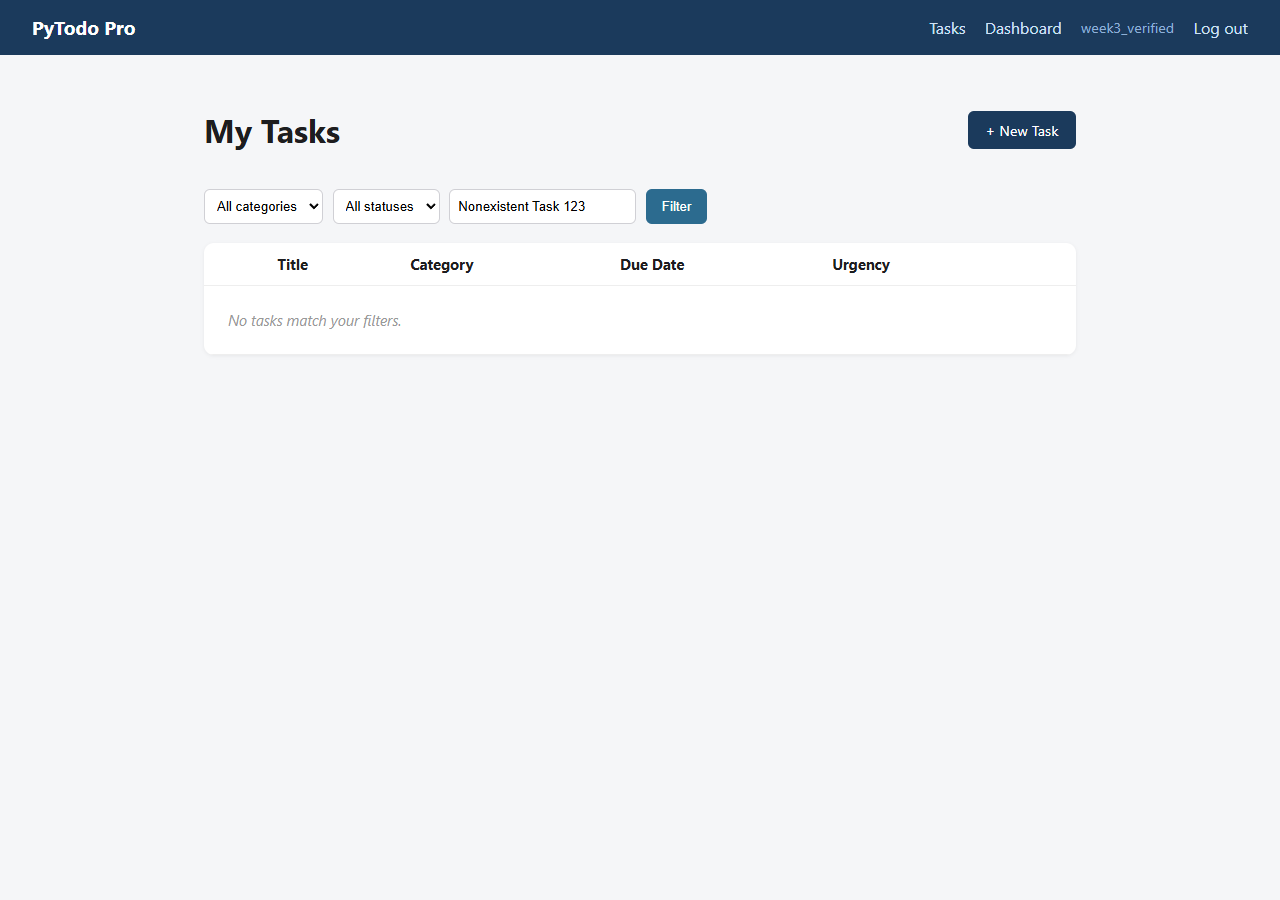 PyTodo Pro
Tasks Dashboard week3_verified Log out
My Tasks
+ New Task
All categories All statuses Nonexistent Task 123 Filter
Title Category Due Date Urgency
No tasks match your filters.